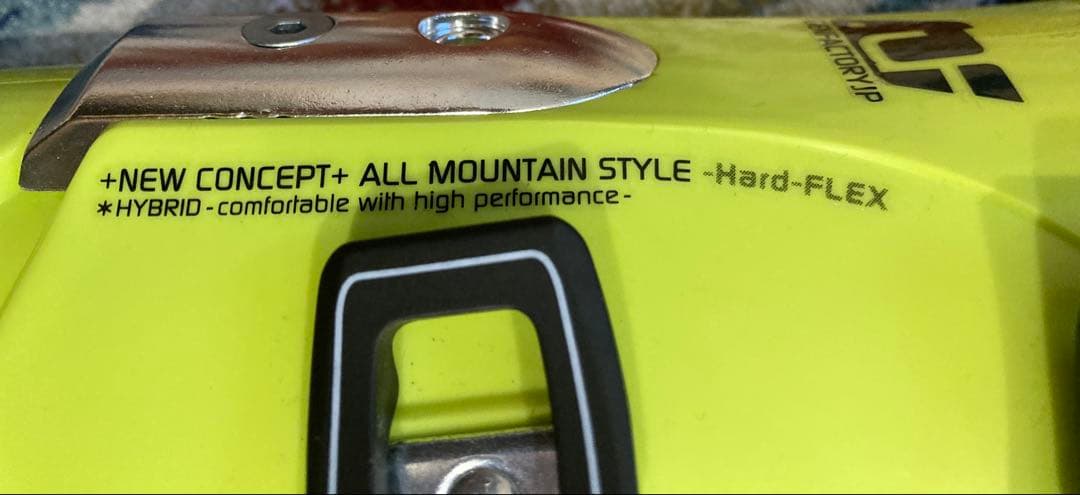 +NEW CONCEPT+ ALL MOUNTAIN STYLE -Hard-FLEX
*HYBRID-comfortable with high performance-